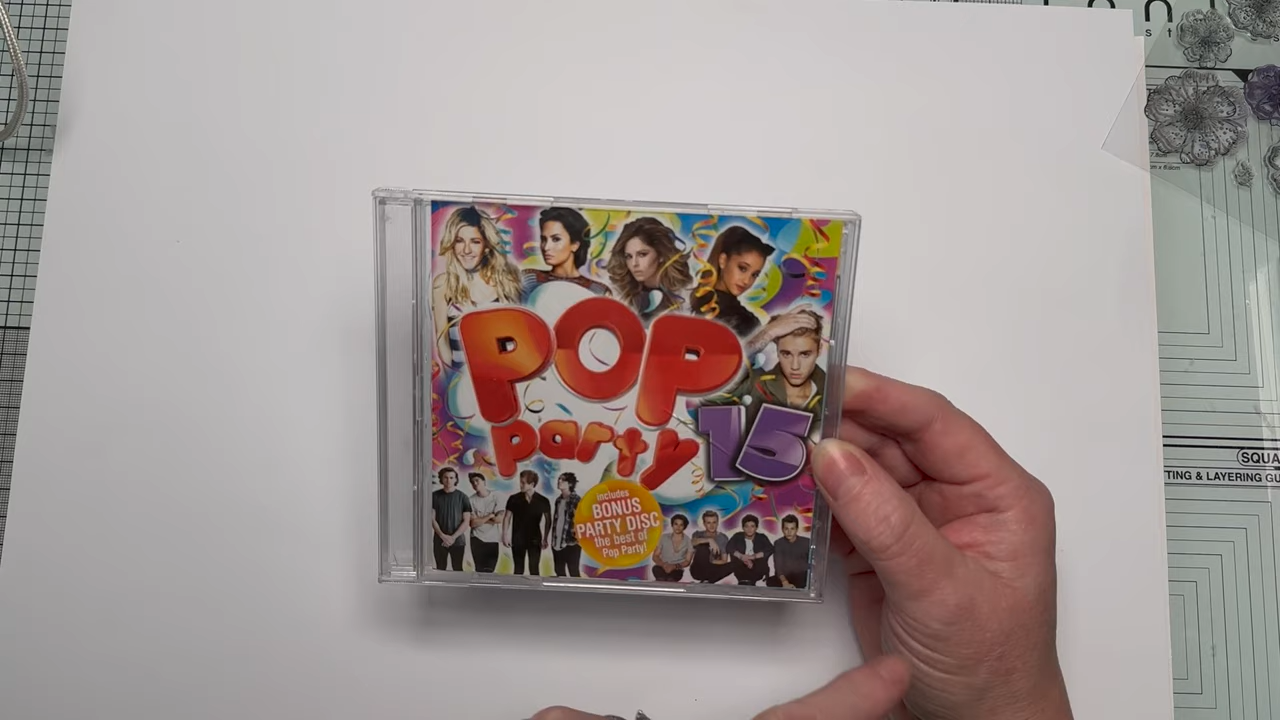 POP
party 15
includes
BONUS
PARTY DISC
the best of
Pop Party!
SQUA
TING & LAYERING GU